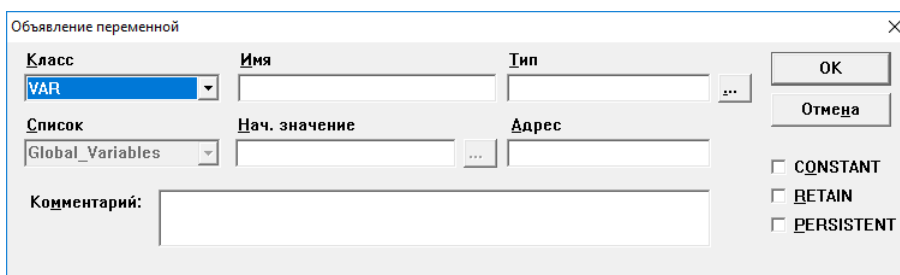 Объявление переменной
Класс Имя Тип OK
VAR ...
Отмена
Список Нач. значение Адрес
Global_Variables ...
CONSTANT
Комментарий: RETAIN
PERSISTENT